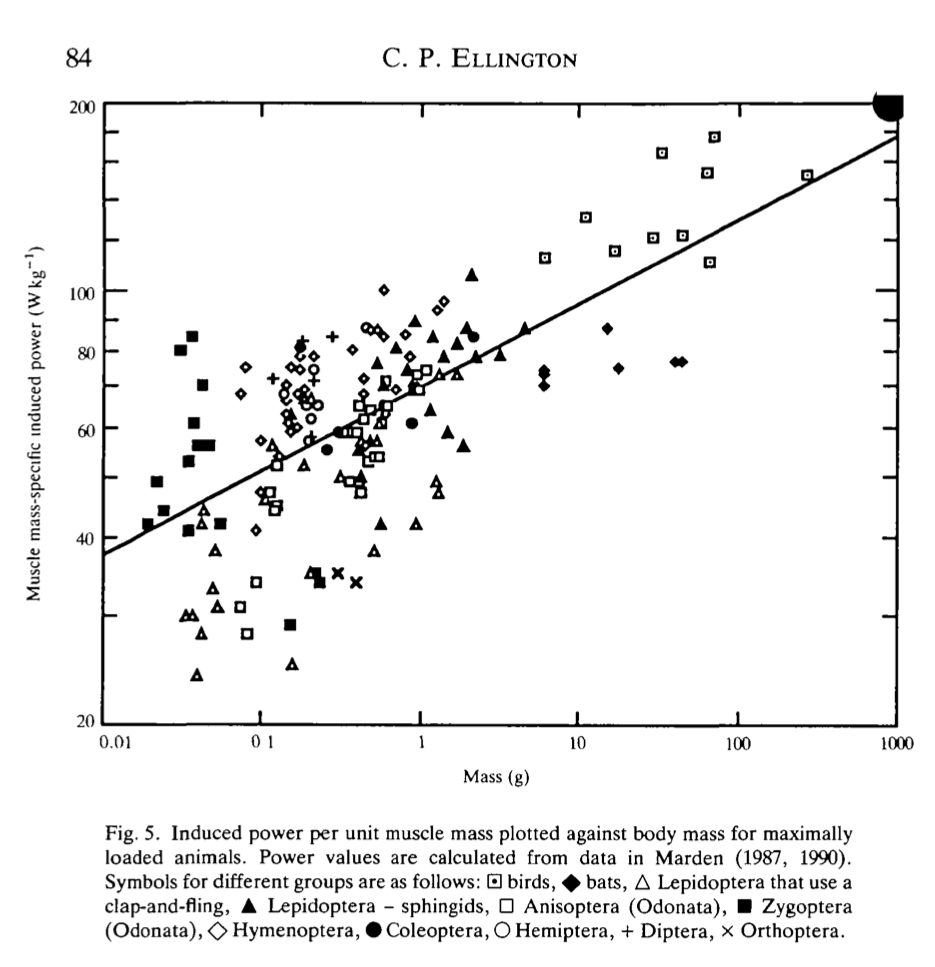 84
C. P. ELLINGTON
200
100
80
60
40
20
Muscle mass-specific induced power (W kg⁻¹)
0.01 0 1 1 10 100 1000
Mass (g)
Fig. 5. Induced power per unit muscle mass plotted against body mass for maximally
loaded animals. Power values are calculated from data in Marden (1987, 1990).
Symbols for different groups are as follows: ⊡ birds, ◆ bats, △ Lepidoptera that use a
clap-and-fling, ▲ Lepidoptera – sphingids, □ Anisoptera (Odonata), ■ Zygoptera
(Odonata), ◇ Hymenoptera, ● Coleoptera, ○ Hemiptera, + Diptera, × Orthoptera.